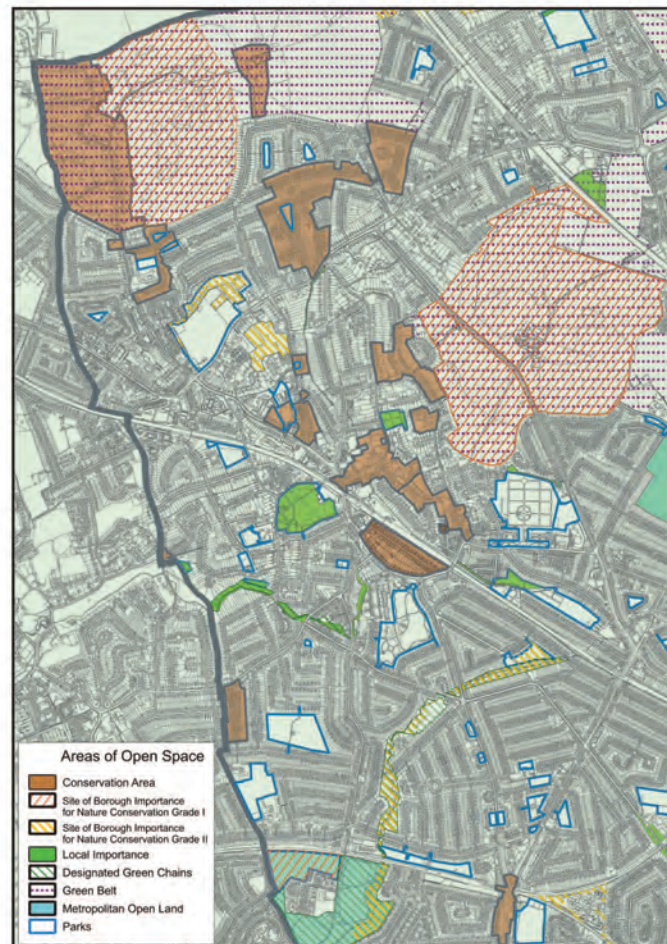 Areas of Open Space
Conservation Area
Site of Borough Importance
for Nature Conservation Grade I
Site of Borough Importance
for Nature Conservation Grade II
Local Importance
Designated Green Chains
Green Belt
Metropolitan Open Land
Parks